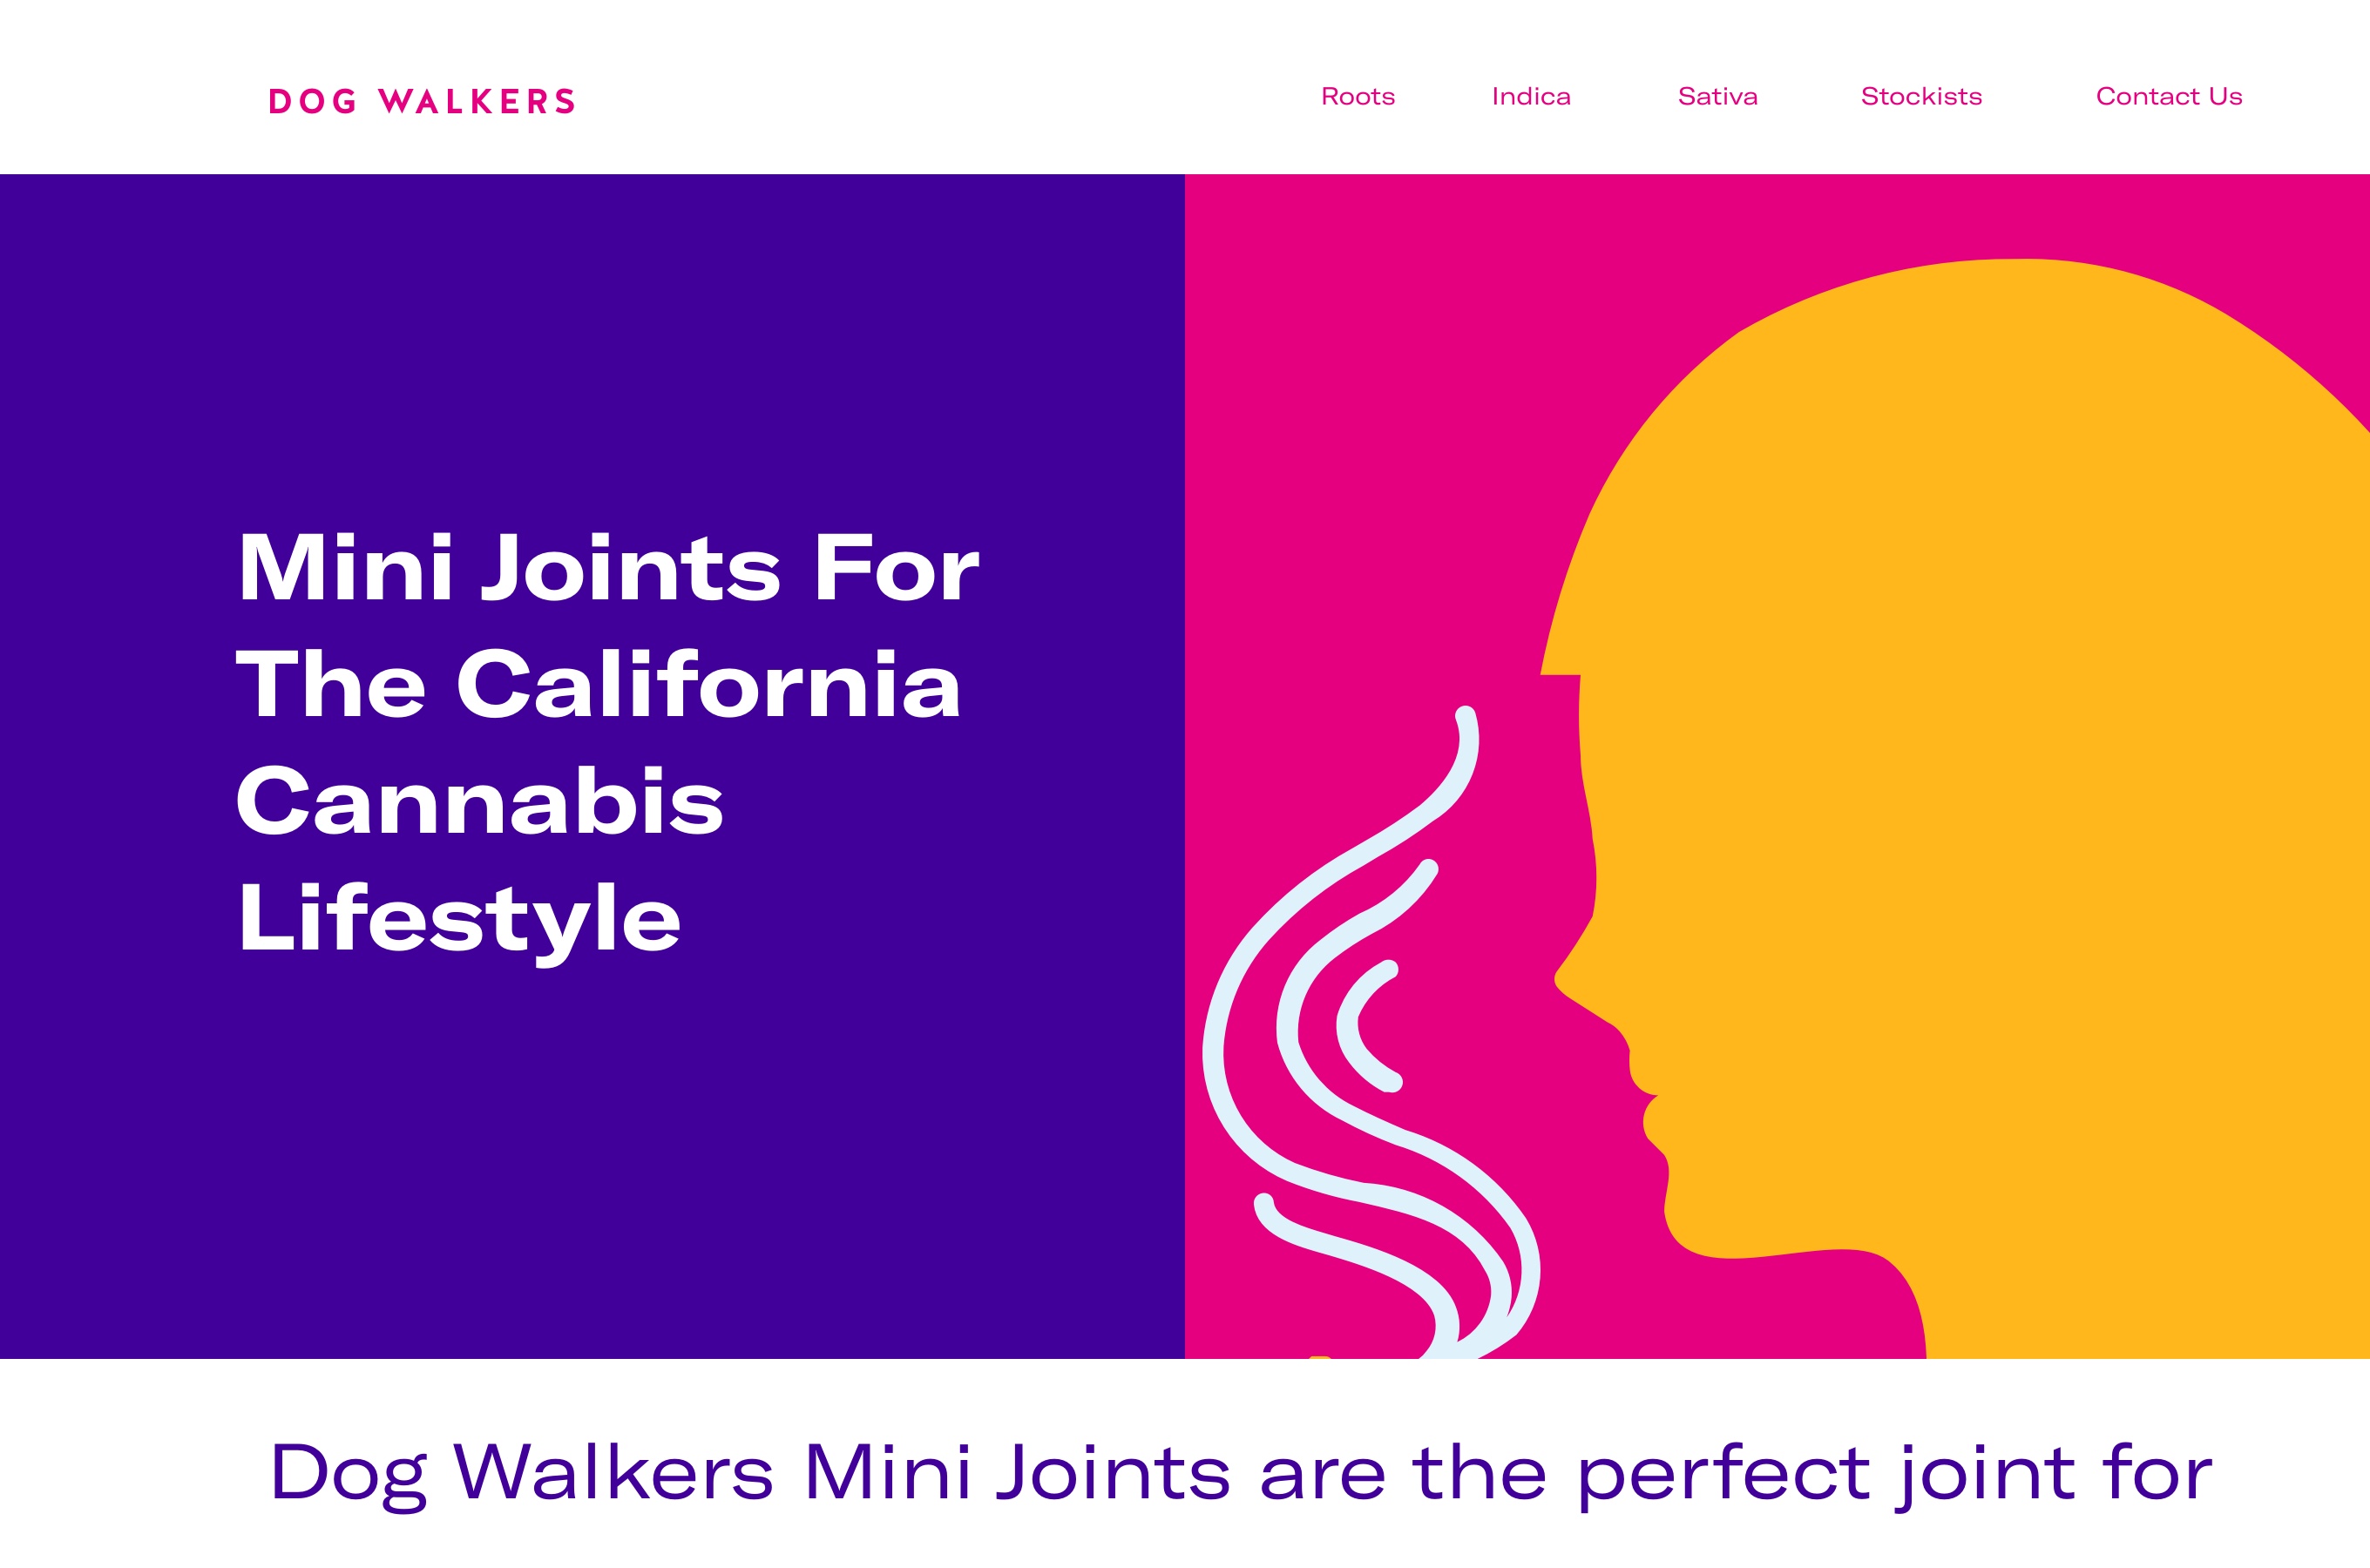 DOG WALKERS
Roots Indica Sativa Stockists Contact Us
Mini Joints For
The California
Cannabis
Lifestyle
Dog Walkers Mini Joints are the perfect joint for